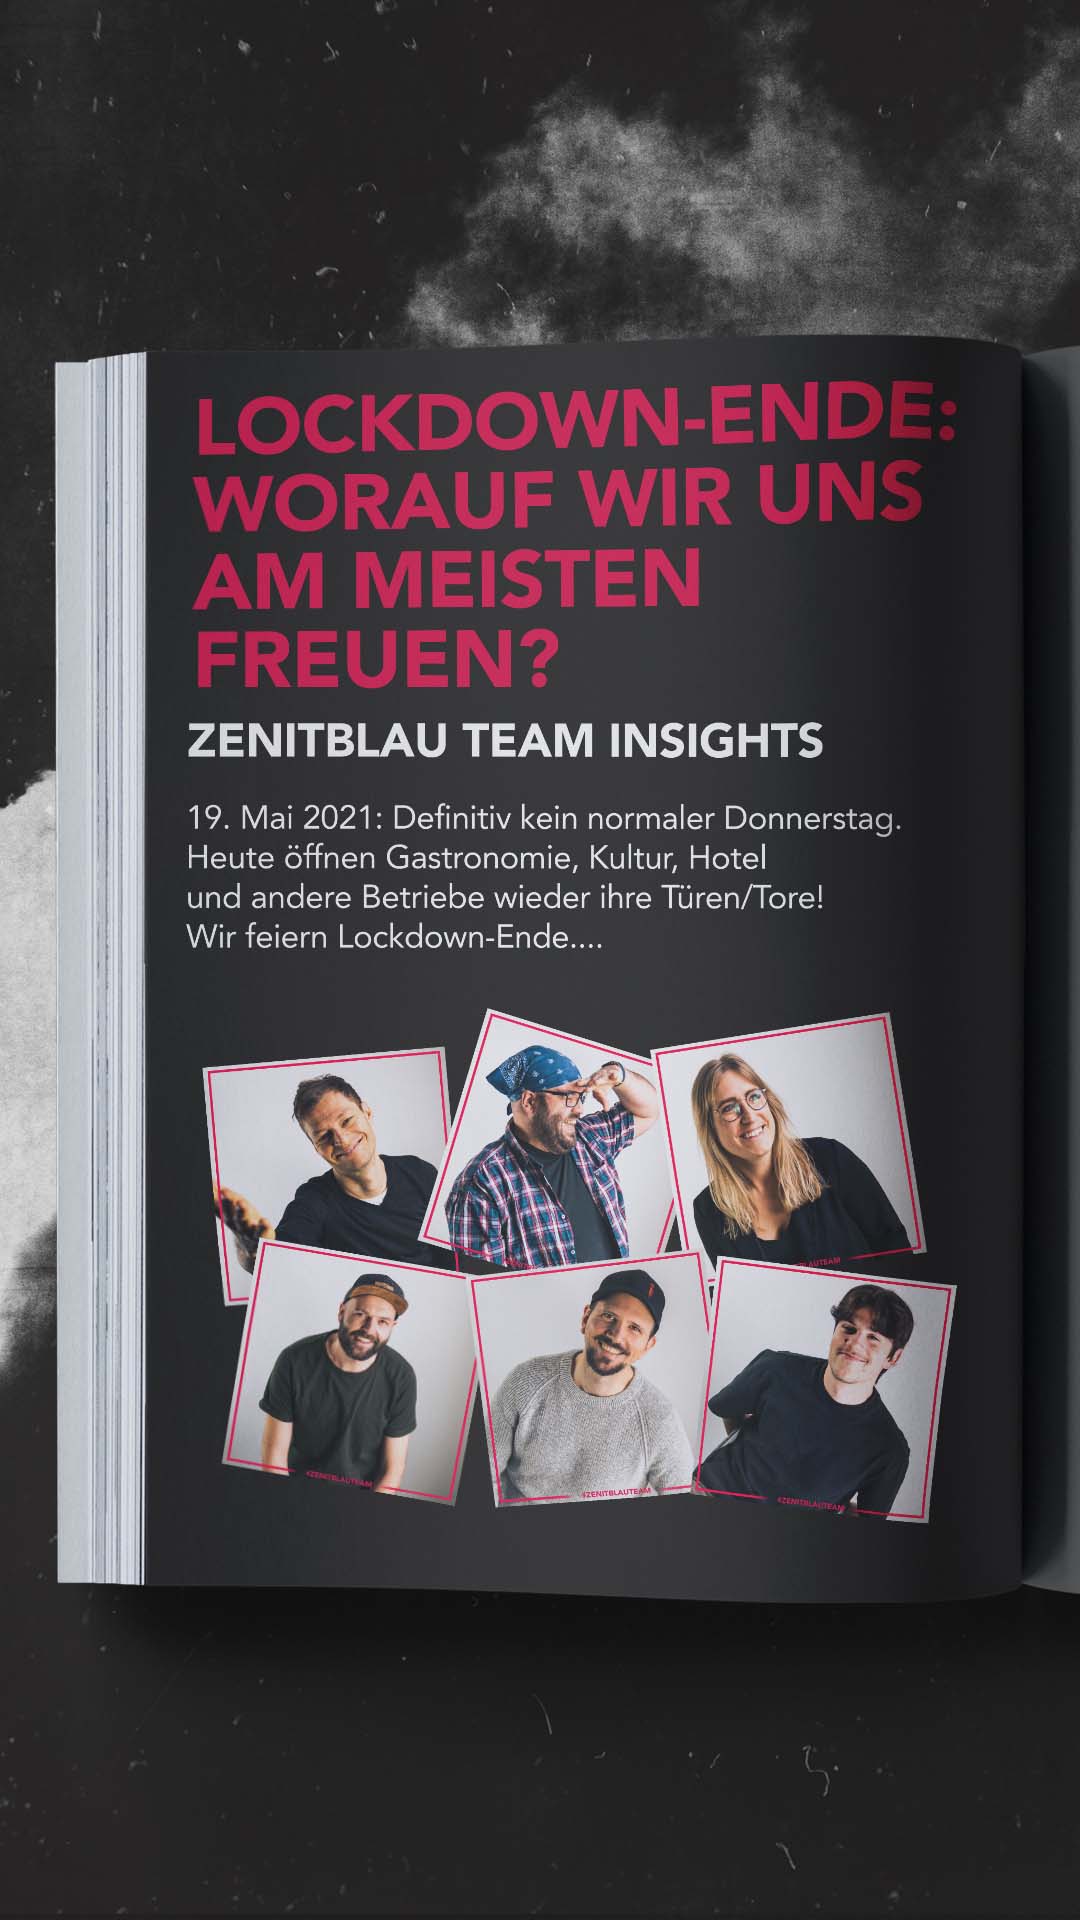 LOCKDOWN-ENDE:
WORAUF WIR UNS
AM MEISTEN
FREUEN?
ZENITBLAU TEAM INSIGHTS
19. Mai 2021: Definitiv kein normaler Donnerstag.
Heute öffnen Gastronomie, Kultur, Hotel
und andere Betriebe wieder ihre Türen/Tore!
Wir feiern Lockdown-Ende....
#ZENITBLAUTEAM
#ZENITBLAUTEAM
#ZENITBLAUTEAM